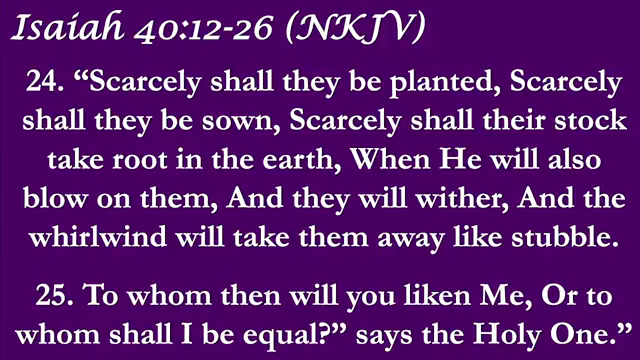 Isaiah 40:12-26 (NKJV)
24. “Scarcely shall they be planted, Scarcely
shall they be sown, Scarcely shall their stock
take root in the earth, When He will also
blow on them, And they will wither, And the
whirlwind will take them away like stubble.
25. To whom then will you liken Me, Or to
whom shall I be equal?” says the Holy One.”